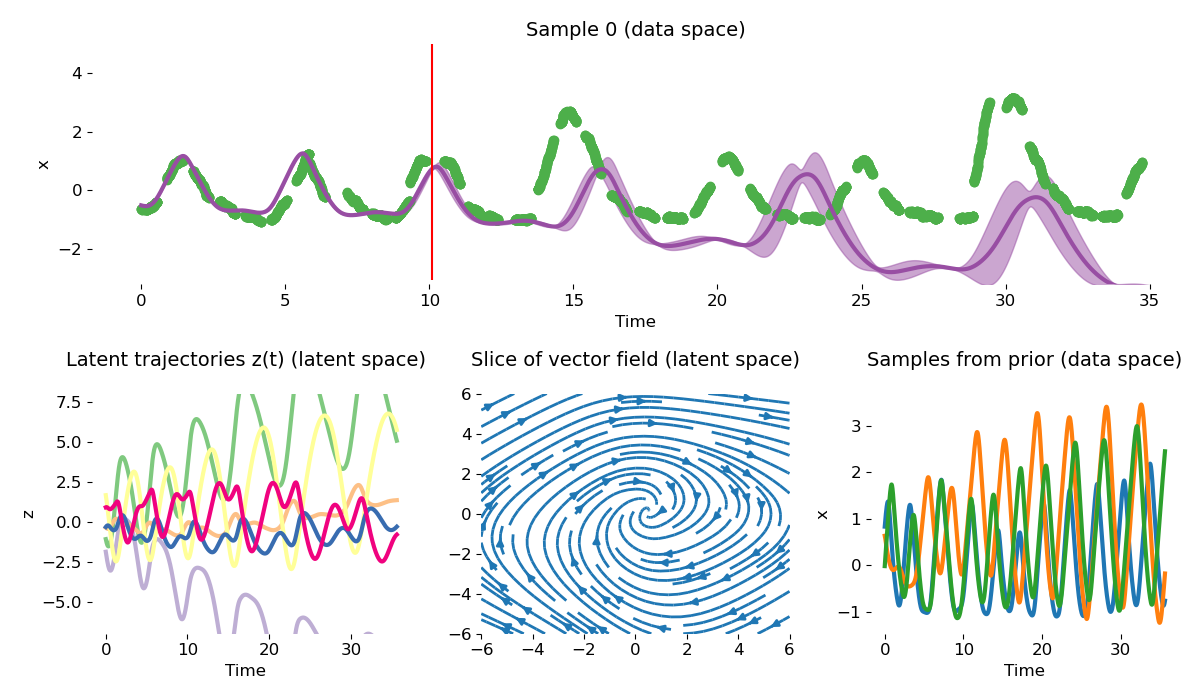 Sample 0 (data space)
4
2
0
−2
x
0 5 10 15 20 25 30 35
Time
Latent trajectories z(t) (latent space)
7.5
5.0
2.5
0.0
−2.5
−5.0
z
0 10 20 30
Time
Slice of vector field (latent space)
6
4
2
0
−2
−4
−6
−6 −4 −2 0 2 4 6
Samples from prior (data space)
3
2
1
0
−1
x
0 10 20 30
Time